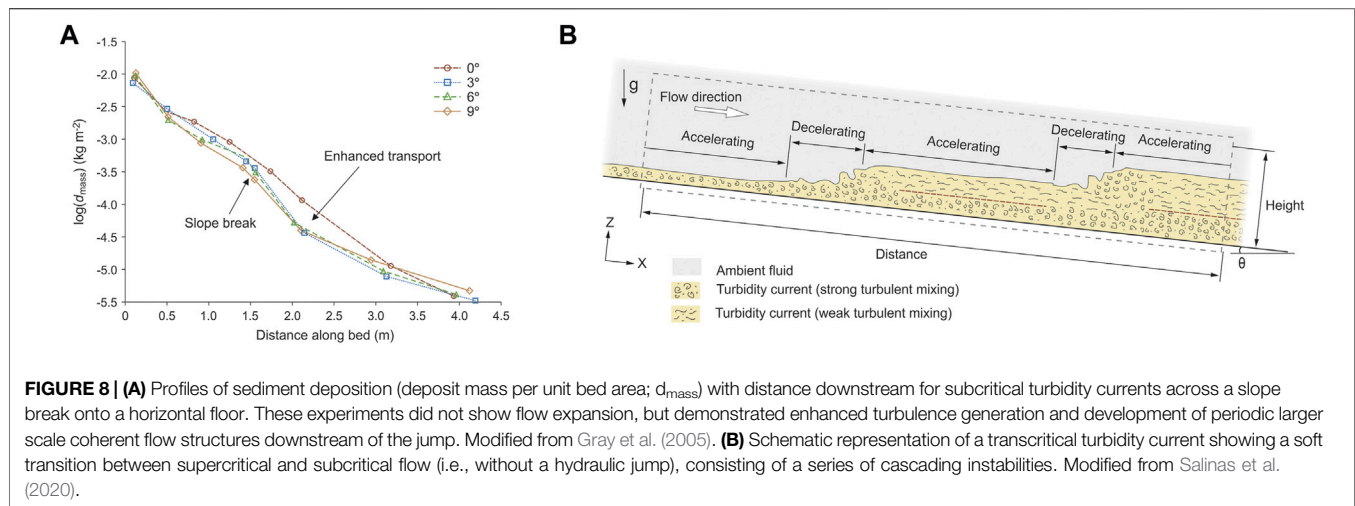 A
-1.5
-2.0
-2.5
-3.0
-3.5
-4.0
-4.5
-5.0
-5.5
log(dmass) (kg m-2)
0
0.5
1.0
1.5
2.0
2.5
3.0
3.5
4.0
4.5
Distance along bed (m)
0°
3°
6°
9°
Enhanced transport
Slope break
B
g
Flow direction
Accelerating
Decelerating
Accelerating
Decelerating
Accelerating
Height
Distance
θ
Z
X
Ambient fluid
Turbidity current (strong turbulent mixing)
Turbidity current (weak turbulent mixing)
FIGURE 8 | (A) Profiles of sediment deposition (deposit mass per unit bed area; dmass) with distance downstream for subcritical turbidity currents across a slope
break onto a horizontal floor. These experiments did not show flow expansion, but demonstrated enhanced turbulence generation and development of periodic larger
scale coherent flow structures downstream of the jump. Modified from Gray et al. (2005). (B) Schematic representation of a transcritical turbidity current showing a soft
transition between supercritical and subcritical flow (i.e., without a hydraulic jump), consisting of a series of cascading instabilities. Modified from Salinas et al.
(2020).